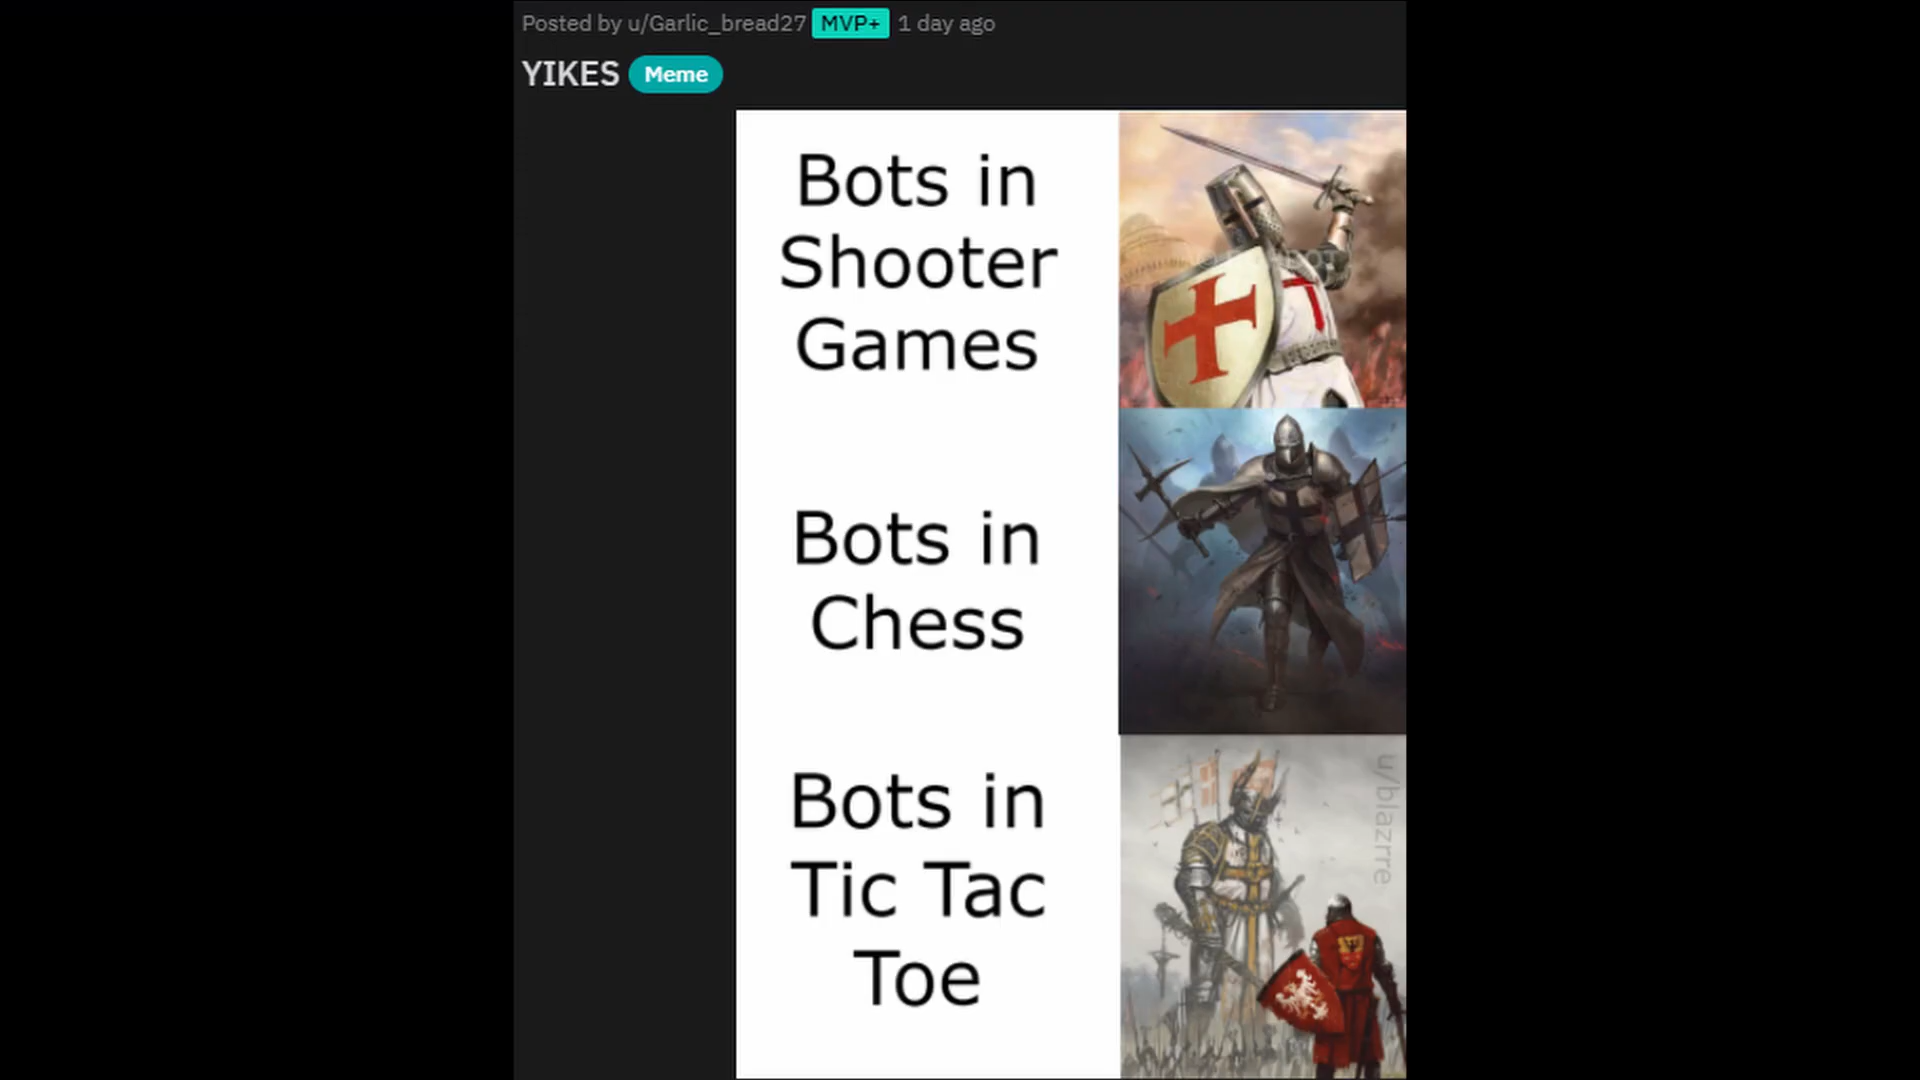 Posted by u/Garlic_bread27 MVP+ 1 day ago
YIKES Meme
Bots in
Shooter
Games
Bots in
Chess
Bots in
Tic Tac
Toe
u/blazrre